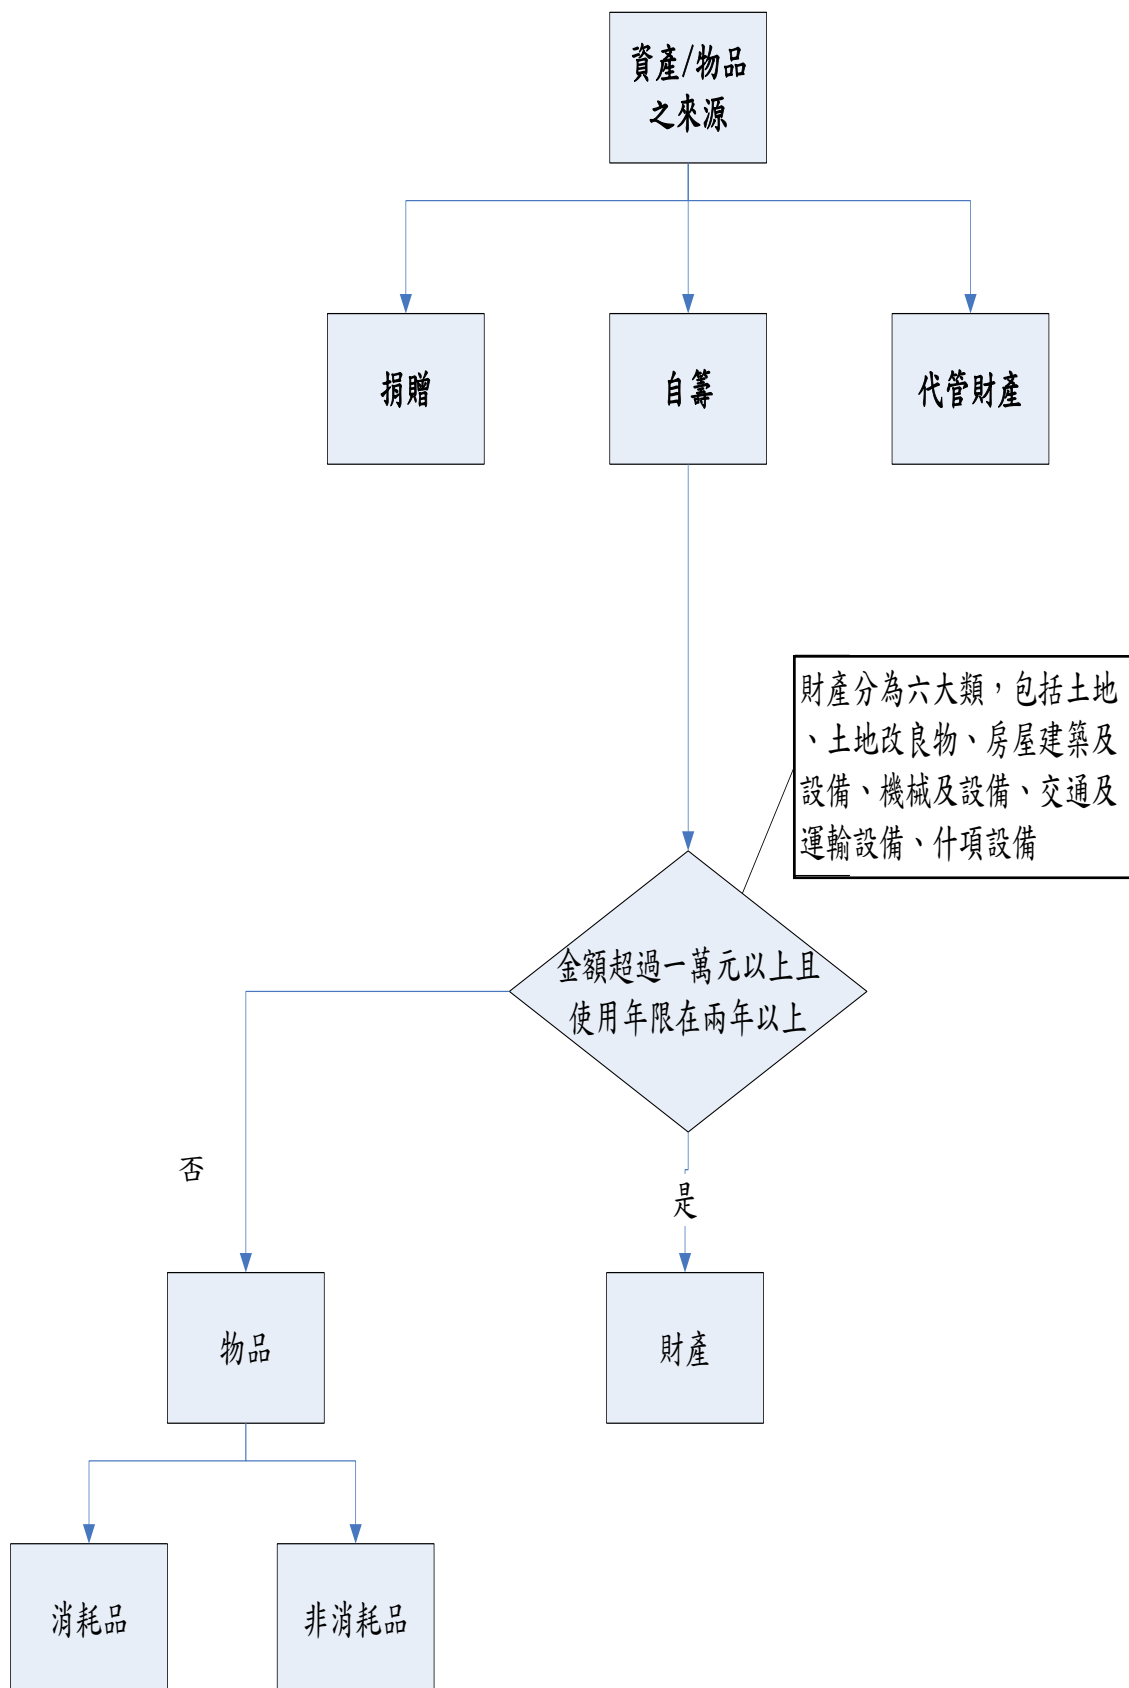 資產/物品
之來源
捐贈
自籌
代管財產
財產分為六大類，包括土地
、土地改良物、房屋建築及
設備、機械及設備、交通及
運輸設備、什項設備
金額超過一萬元以上且
使用年限在兩年以上
否
是
物品
財產
消耗品
非消耗品